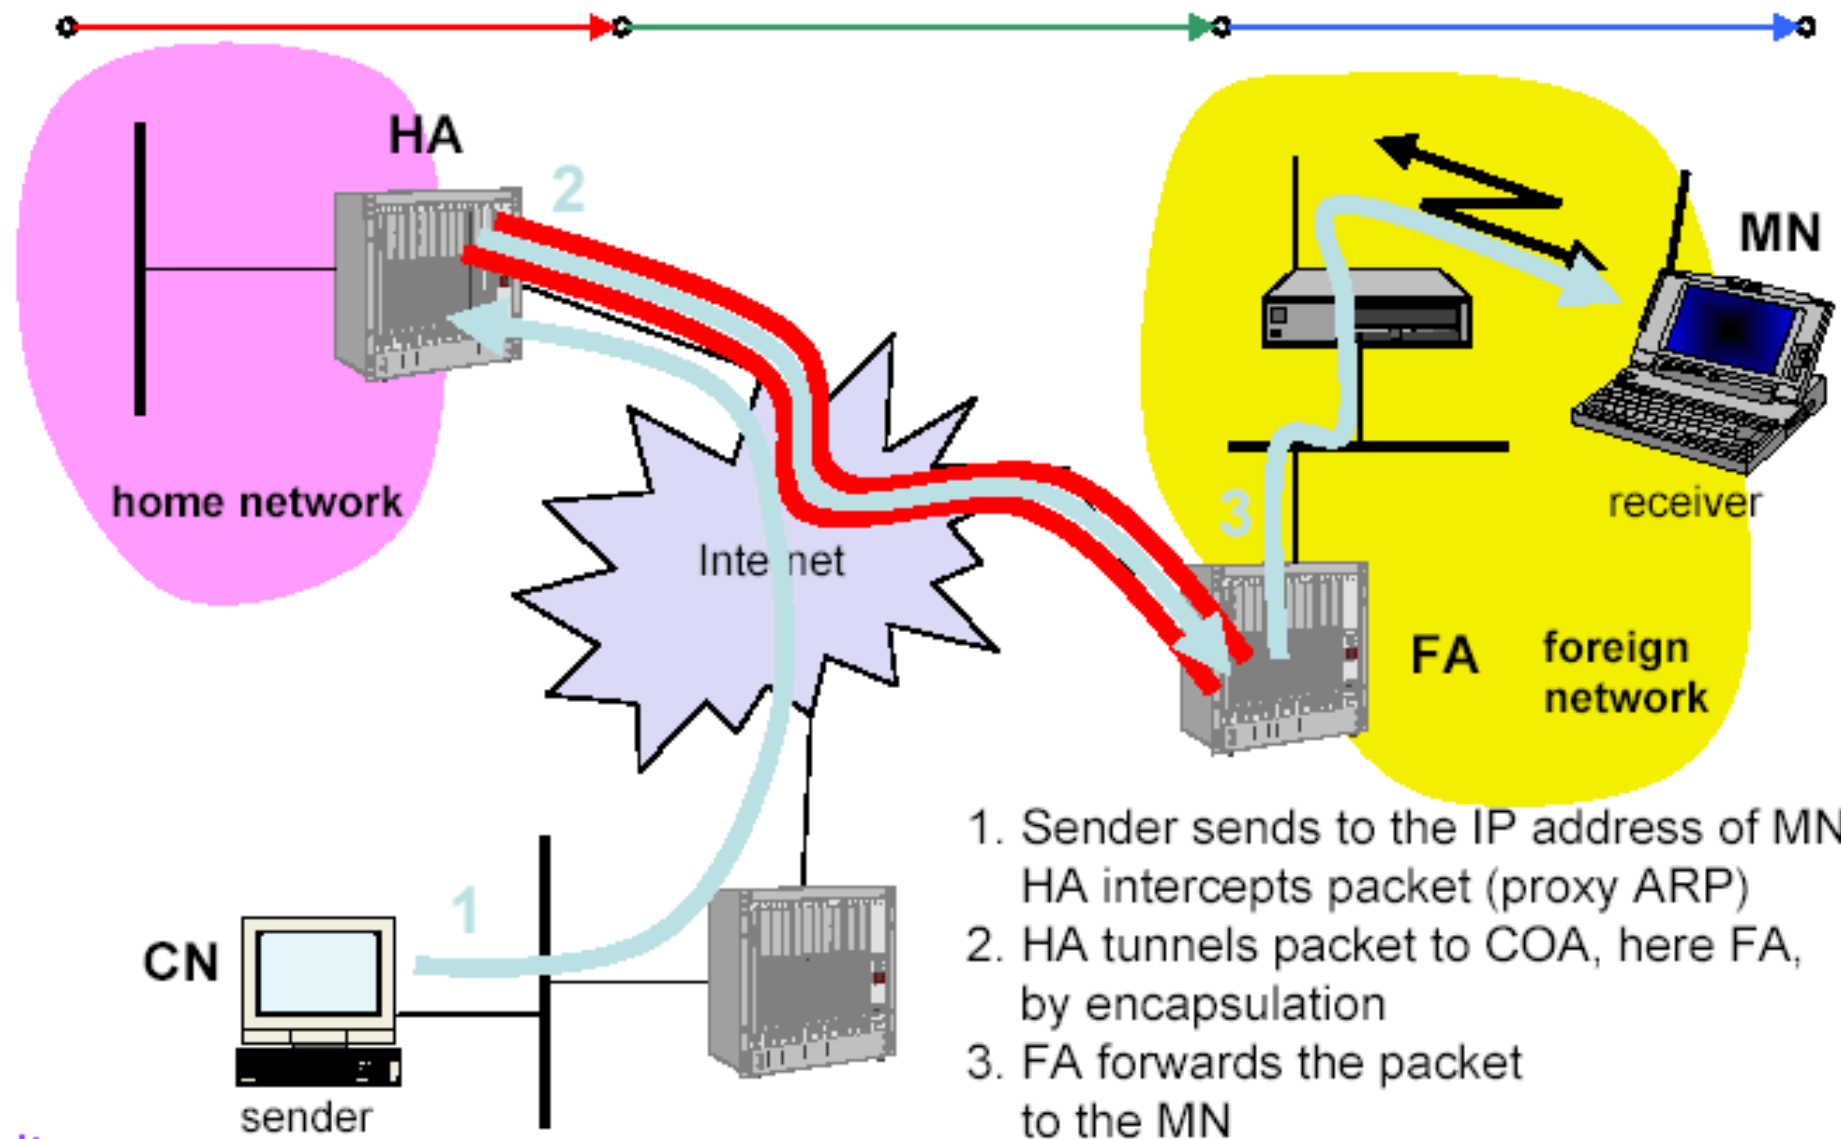 HA
2
MN
home network
receiver
3
Internet
FA
foreign
network
1. Sender sends to the IP address of MN
HA intercepts packet (proxy ARP)
2. HA tunnels packet to COA, here FA,
by encapsulation
3. FA forwards the packet
to the MN
1
CN
sender